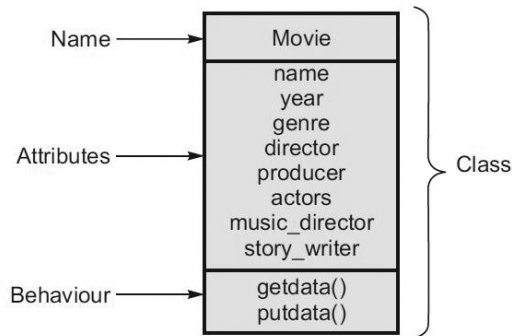 Name
Movie
Attributes
name
year
genre
director
producer
actors
music_director
story_writer
Class
Behaviour
getdata()
putdata()